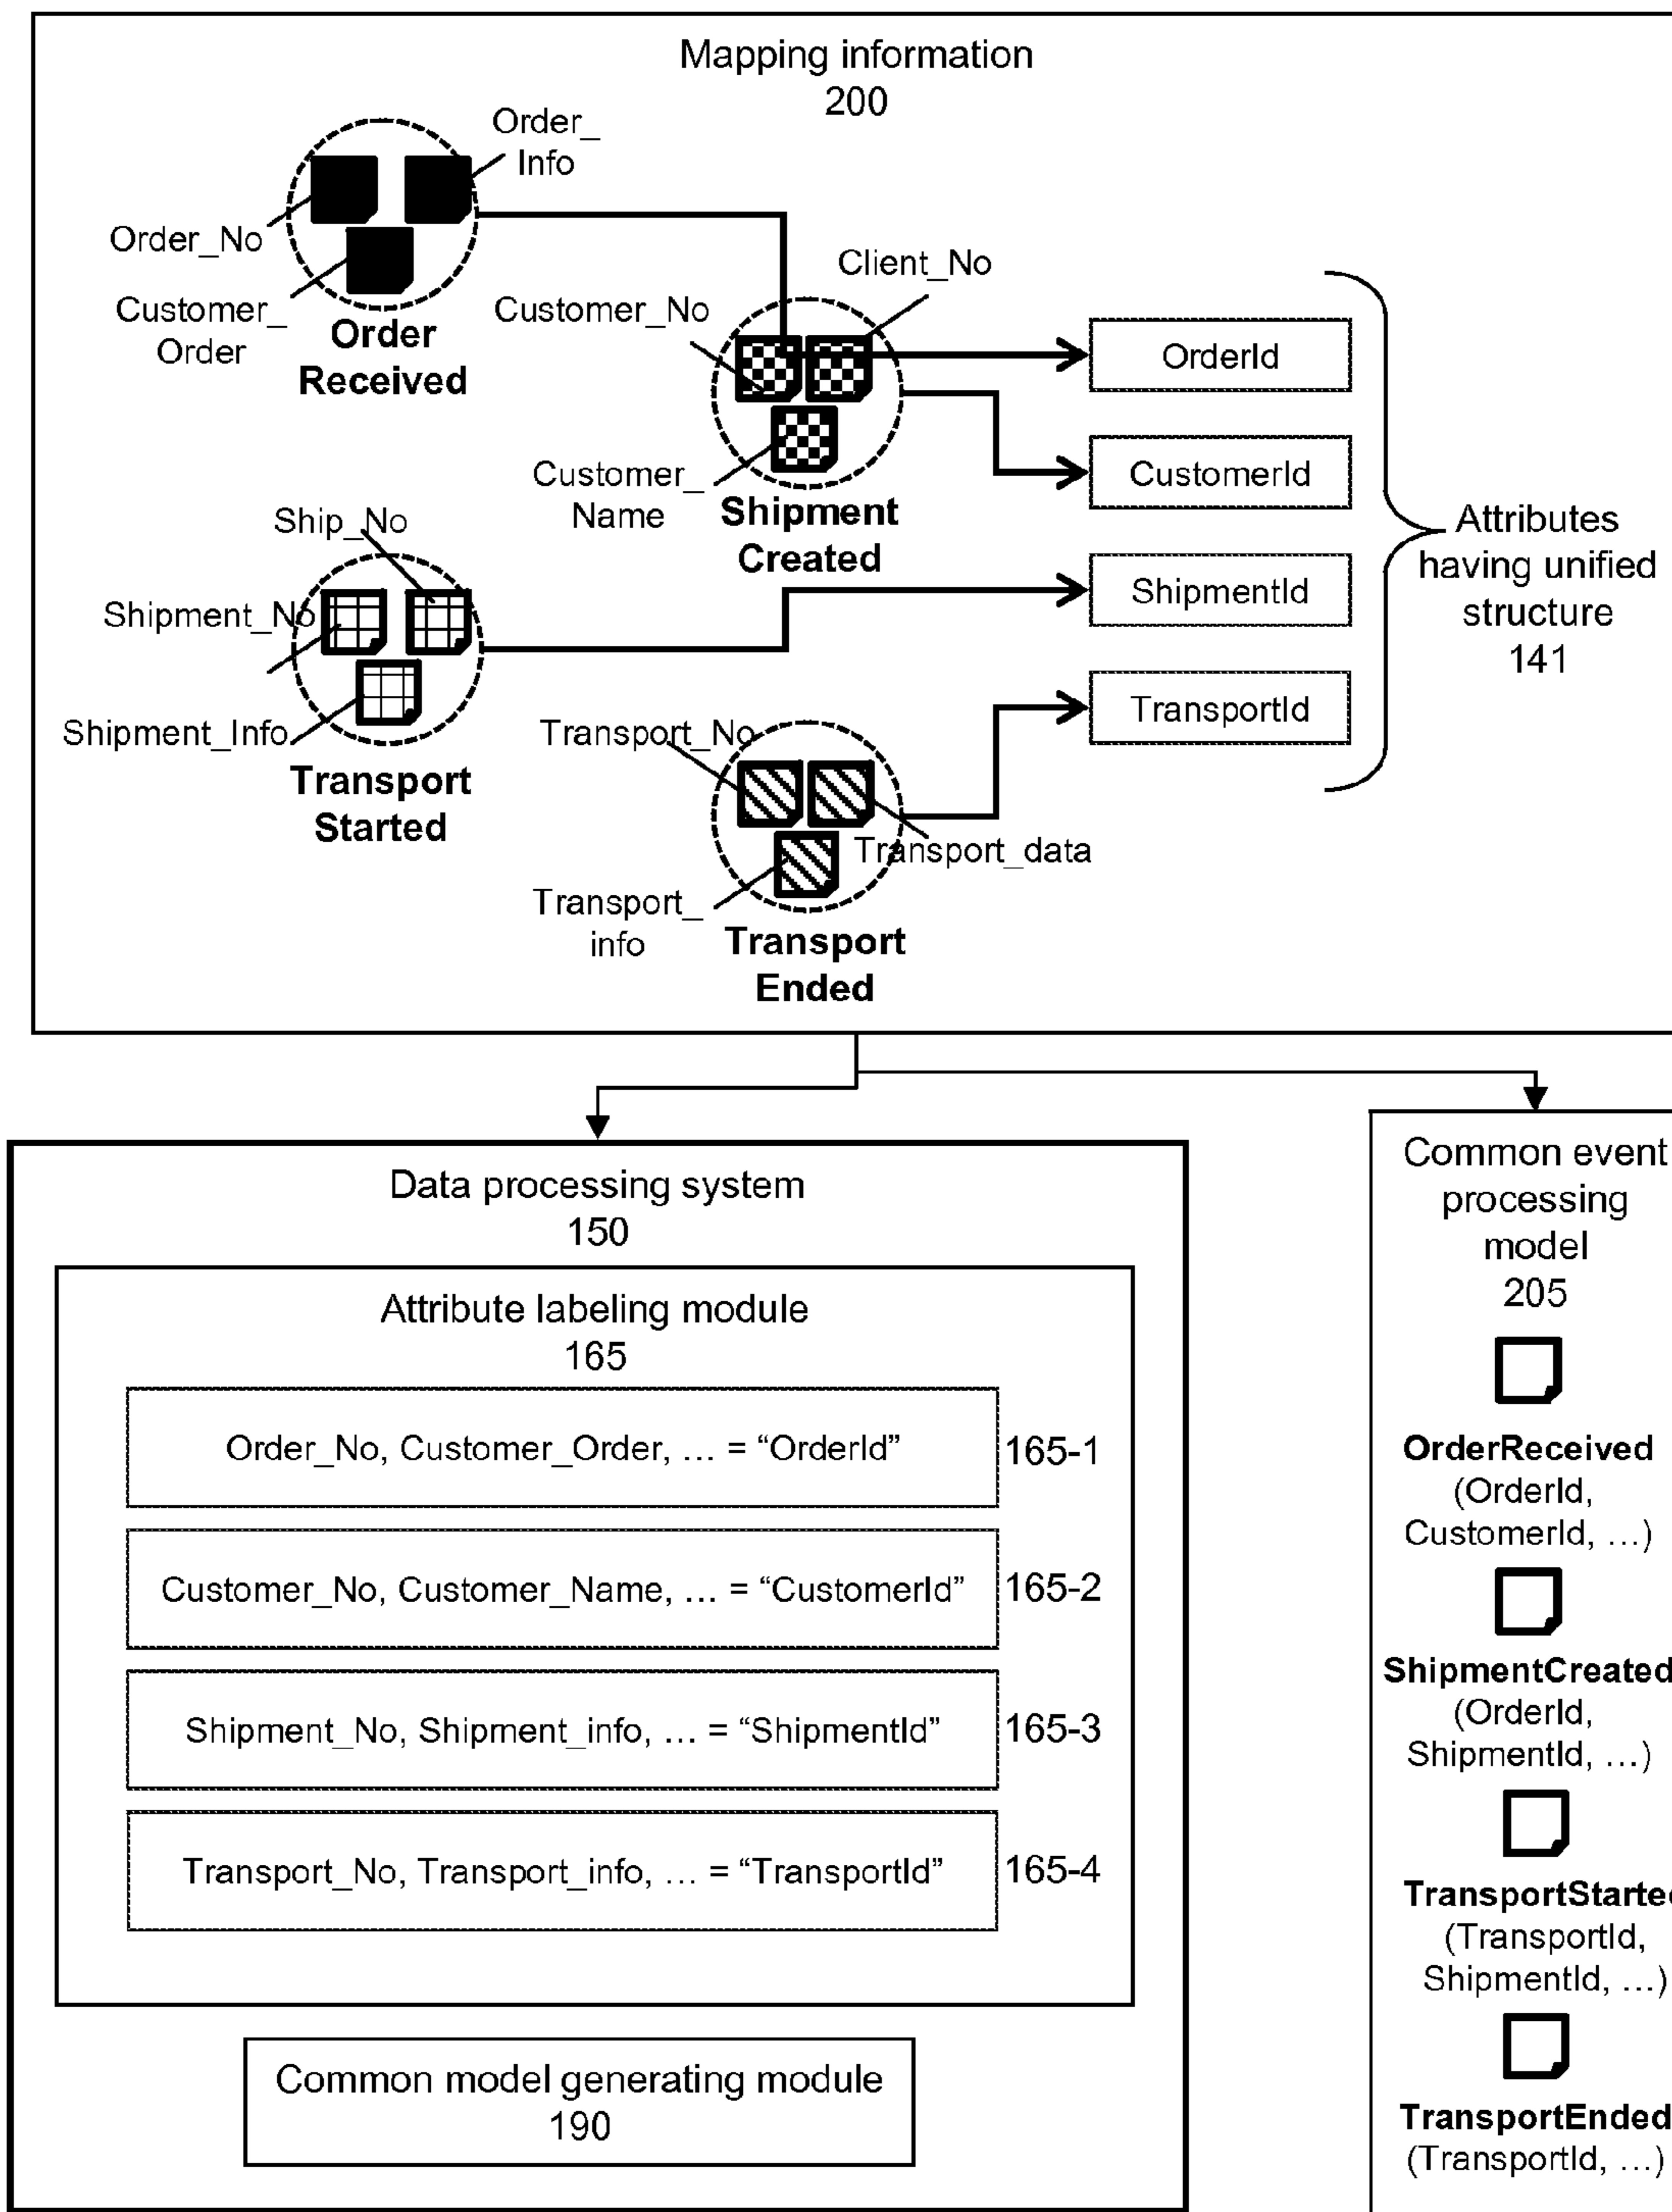 Mapping information
200
Order_
Info
Order_No
Customer_
Order
Order
Received
Client_No
Customer_No
Customer_
Name
Shipment
Created
Ship_No
Shipment_No
Shipment_Info
Transport
Started
Transport_No
Transport_data
Transport_
info
Transport
Ended
OrderId
CustomerId
ShipmentId
TransportId
Attributes
having unified
structure
141
Data processing system
150
Attribute labeling module
165
Order_No, Customer_Order, ... = “OrderId”
165-1
Customer_No, Customer_Name, ... = “CustomerId”
165-2
Shipment_No, Shipment_info, ... = “ShipmentId”
165-3
Transport_No, Transport_info, ... = “TransportId”
165-4
Common model generating module
190
Common event
processing
model
205
OrderReceived
(OrderId,
CustomerId, ...)
ShipmentCreated
(OrderId,
ShipmentId, ...)
TransportStarted
(TransportId,
ShipmentId, ...)
TransportEnded
(TransportId, ...)